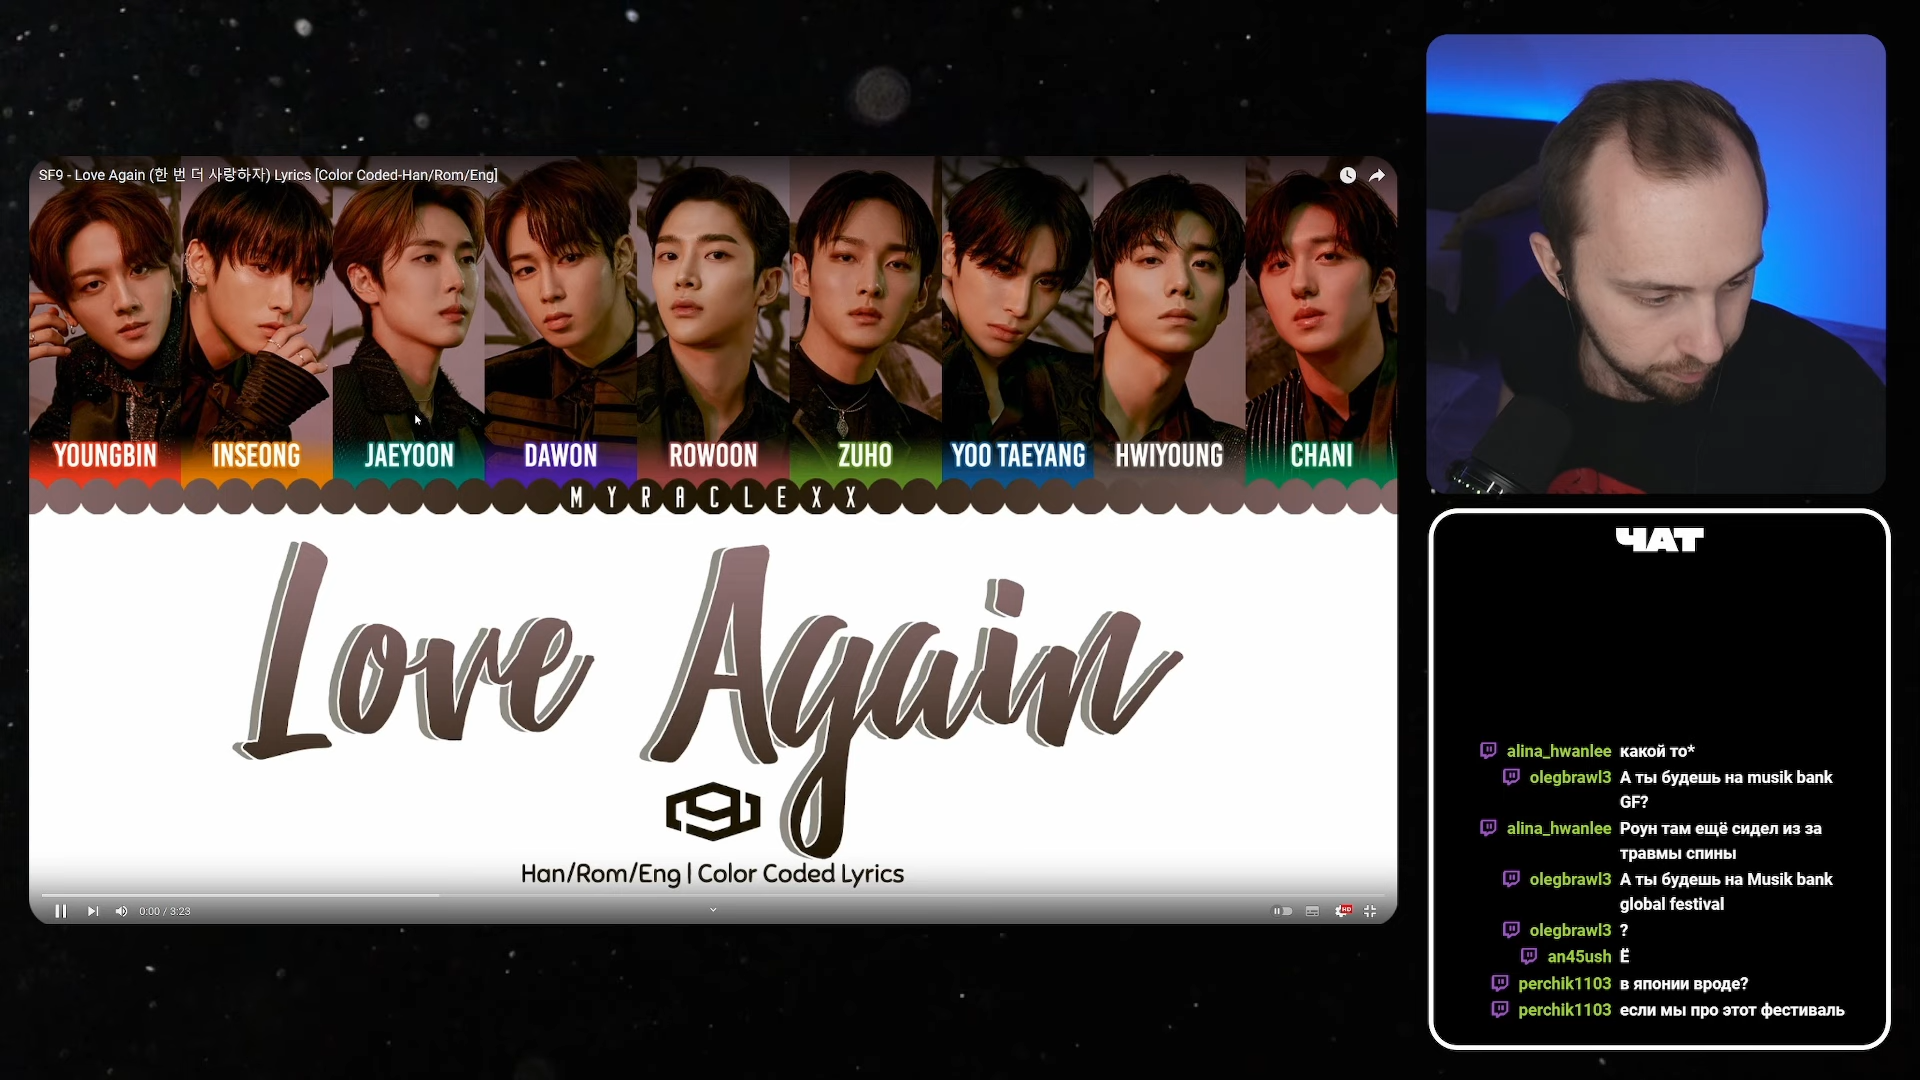 SF9 - Love Again (한 번 더 사랑하자) Lyrics [Color Coded-Han/Rom/Eng]
YOUNGBIN INSEONG JAEYOON DAWON ROWOON ZUHO YOO TAEYANG HWIYOUNG CHANI
MYRACLEXX
Love Again
Han/Rom/Eng | Color Coded Lyrics
0:00 / 3:23
HD
ЧАТ
alina_hwanlee какой то*
olegbrawl3 А ты будешь на musik bank
GF?
alina_hwanlee Роун там ещё сидел из за
травмы спины
olegbrawl3 А ты будешь на Musik bank
global festival
olegbrawl3 ?
an45ush Ё
perchik1103 в японии вроде?
perchik1103 если мы про этот фестиваль